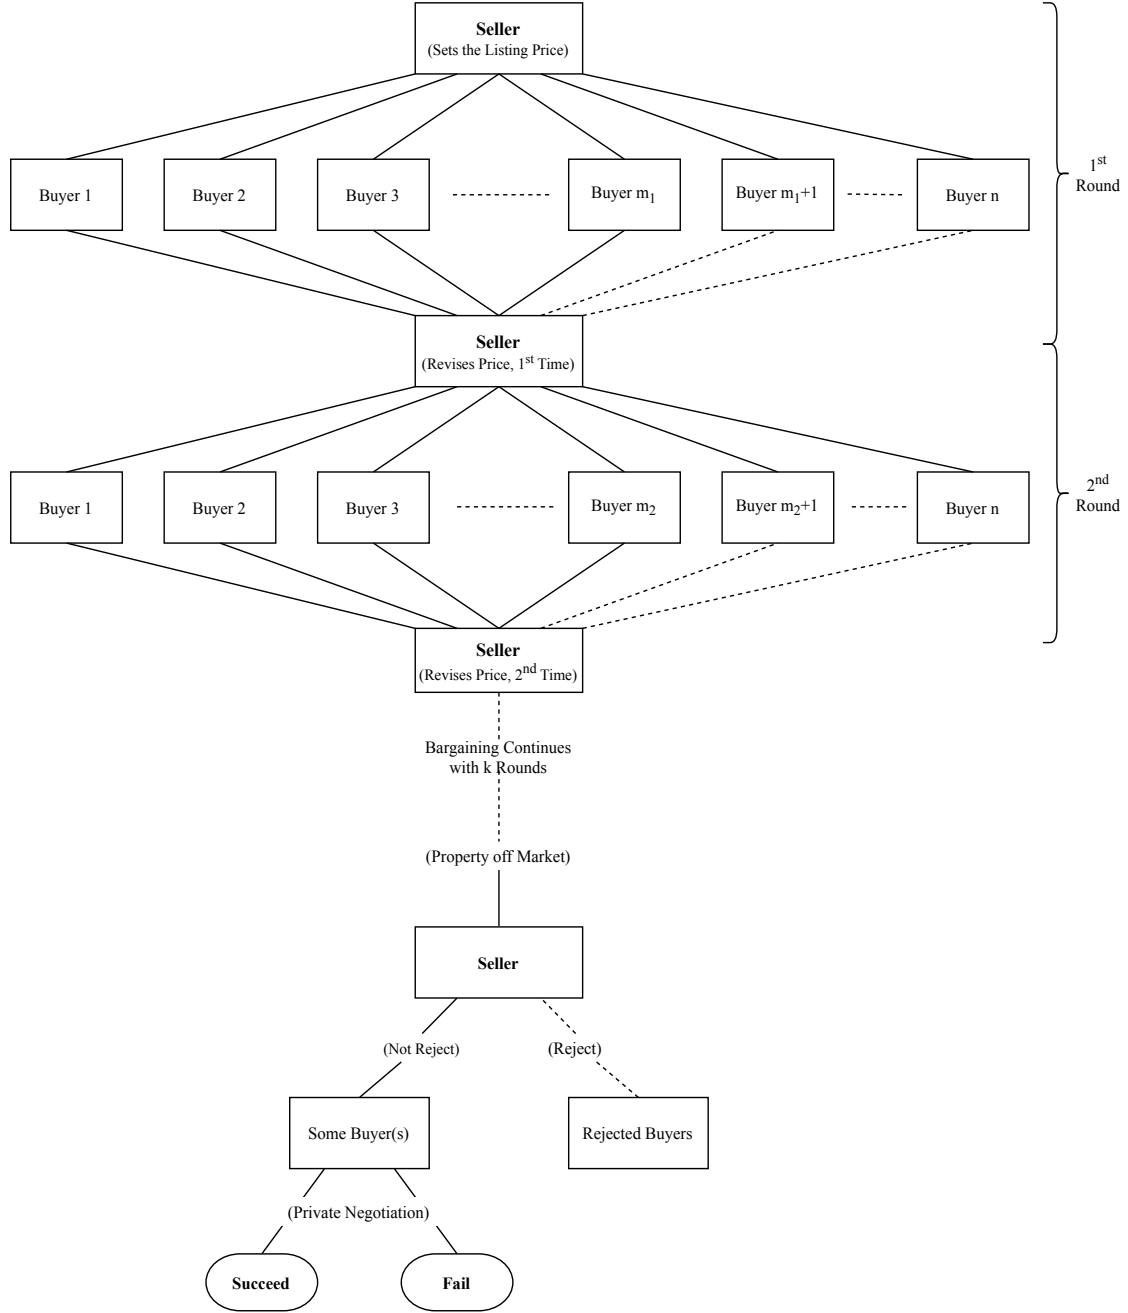 Seller
(Sets the Listing Price)
Buyer 1
Buyer 2
Buyer 3
Buyer m₁
Buyer m₁+1
Buyer n
1ˢᵗ
Round
Seller
(Revises Price, 1ˢᵗ Time)
Buyer 1
Buyer 2
Buyer 3
Buyer m₂
Buyer m₂+1
Buyer n
2ⁿᵈ
Round
Seller
(Revises Price, 2ⁿᵈ Time)
Bargaining Continues
with k Rounds
(Property off Market)
Seller
(Not Reject)
(Reject)
Some Buyer(s)
Rejected Buyers
(Private Negotiation)
Succeed
Fail